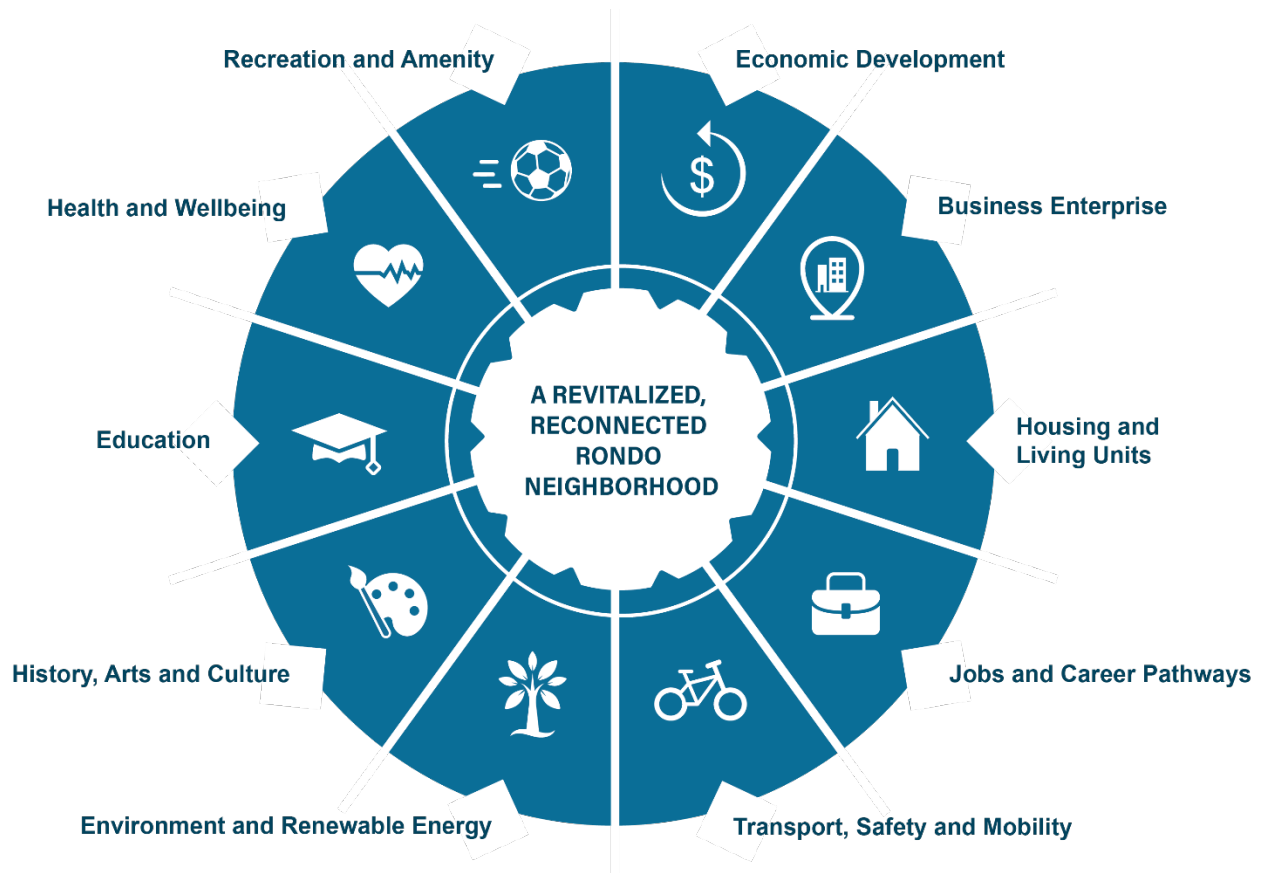 Recreation and Amenity
Economic Development
Health and Wellbeing
Business Enterprise
$
A REVITALIZED,
RECONNECTED
RONDO
NEIGHBORHOOD
Education
Housing and
Living Units
History, Arts and Culture
Jobs and Career Pathways
Environment and Renewable Energy
Transport, Safety and Mobility